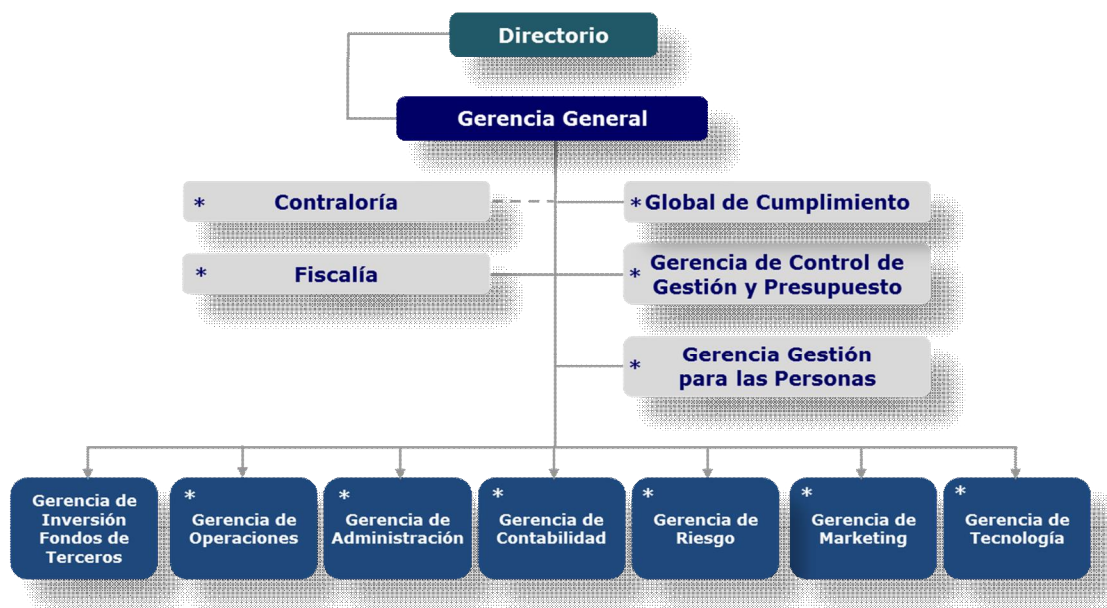 Directorio
Gerencia General
* Contraloría
* Global de Cumplimiento
* Fiscalía
* Gerencia de Control de
Gestión y Presupuesto
* Gerencia Gestión
para las Personas
Gerencia de
Inversión
Fondos de
Terceros
*
Gerencia de
Operaciones
*
Gerencia de
Administración
*
Gerencia de
Contabilidad
*
Gerencia de
Riesgo
*
Gerencia de
Marketing
*
Gerencia de
Tecnología